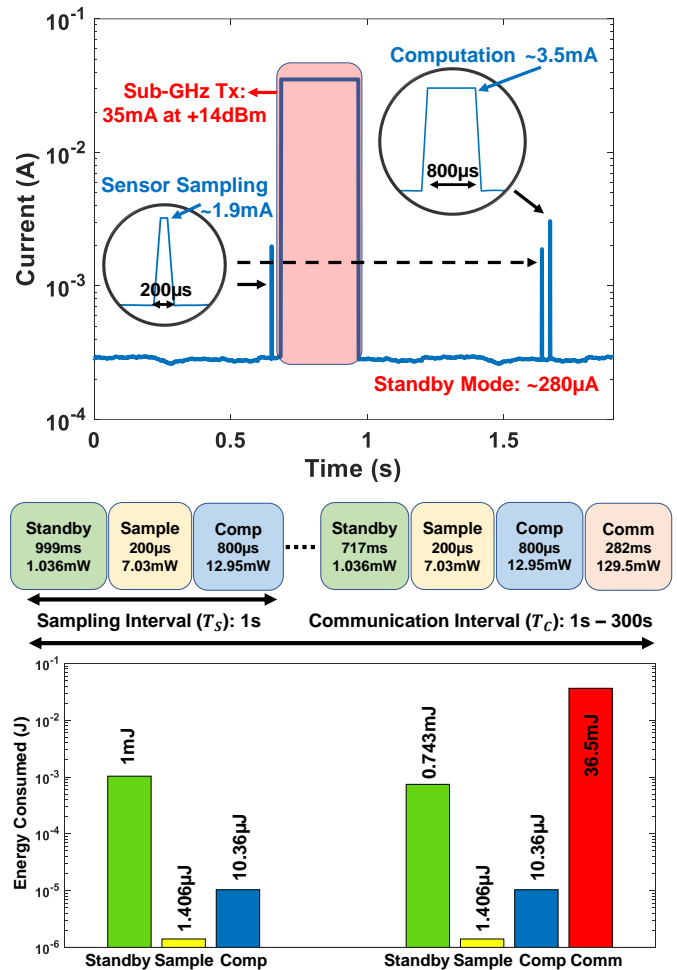 10⁻¹
10⁻²
10⁻³
10⁻⁴
Current (A)
Computation ~3.5mA
Sub-GHz Tx:
35mA at +14dBm
800µs
Sensor Sampling
~1.9mA
200µs
Standby Mode: ~280µA
0 0.5 1 1.5
Time (s)
Standby
999ms
1.036mW
Sample
200µs
7.03mW
Comp
800µs
12.95mW
Standby
717ms
1.036mW
Sample
200µs
7.03mW
Comp
800µs
12.95mW
Comm
282ms
129.5mW
Sampling Interval (T_S): 1s
Communication Interval (T_C): 1s – 300s
10⁻¹
10⁻²
10⁻³
10⁻⁴
10⁻⁵
10⁻⁶
Energy Consumed (J)
1mJ
1.406µJ
10.36µJ
0.743mJ
1.406µJ
10.36µJ
36.5mJ
Standby Sample Comp
Standby Sample Comp Comm